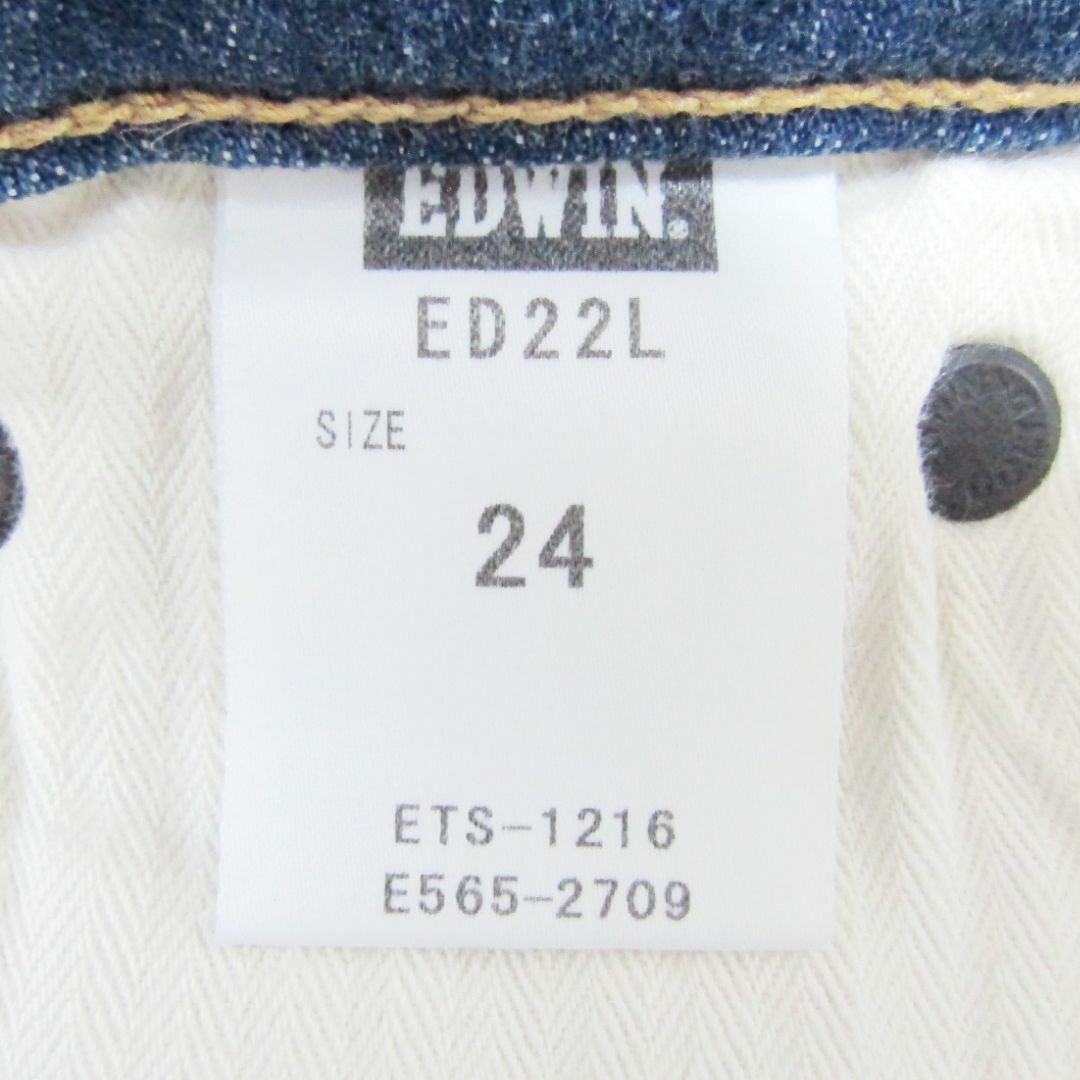 EDWIN®
ED22L
SIZE
24
ETS-1216
E565-2709